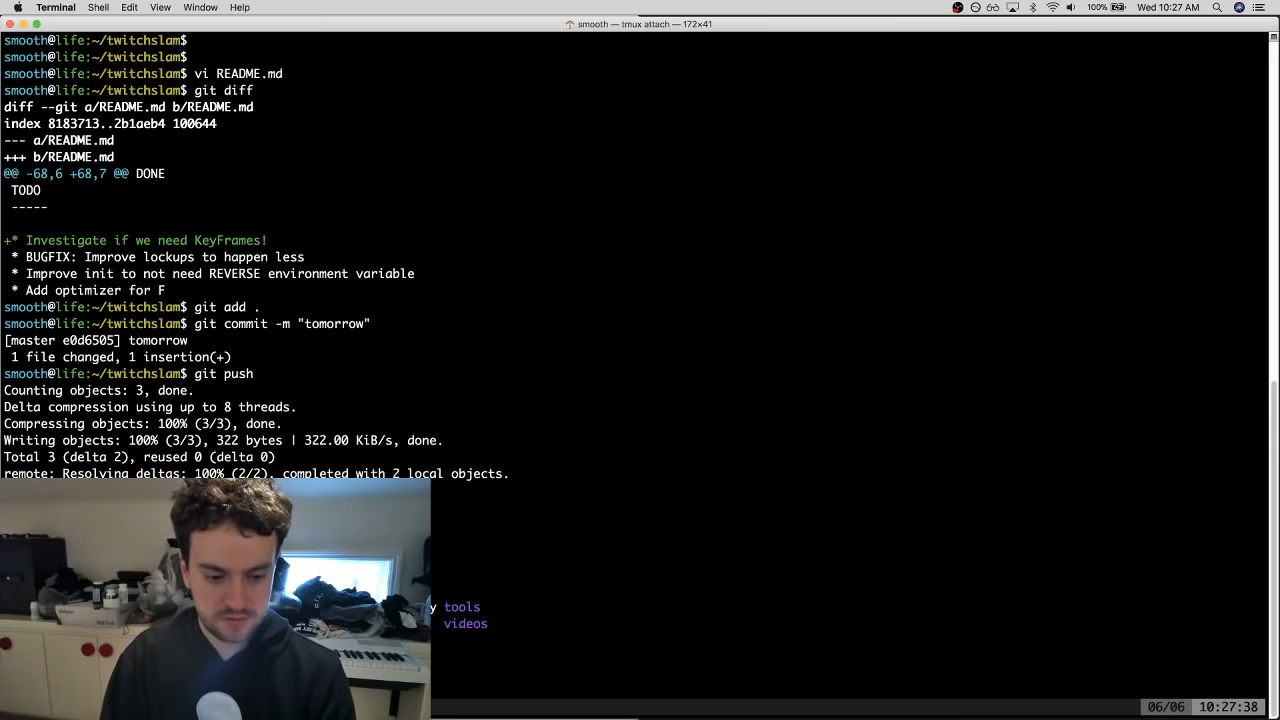 Terminal Shell Edit View Window Help 100% Wed 10:27 AM
smooth — tmux attach — 172×41
smooth@life:~/twitchslam$
smooth@life:~/twitchslam$
smooth@life:~/twitchslam$ vi README.md
smooth@life:~/twitchslam$ git diff
diff --git a/README.md b/README.md
index 8183713..2b1aeb4 100644
--- a/README.md
+++ b/README.md
@@ -68,6 +68,7 @@ DONE
 TODO
 -----
+* Investigate if we need KeyFrames!
 * BUGFIX: Improve lockups to happen less
 * Improve init to not need REVERSE environment variable
 * Add optimizer for F
smooth@life:~/twitchslam$ git add .
smooth@life:~/twitchslam$ git commit -m "tomorrow"
[master e0d6505] tomorrow
 1 file changed, 1 insertion(+)
smooth@life:~/twitchslam$ git push
Counting objects: 3, done.
Delta compression using up to 8 threads.
Compressing objects: 100% (3/3), done.
Writing objects: 100% (3/3), 322 bytes | 322.00 KiB/s, done.
Total 3 (delta 2), reused 0 (delta 0)
remote: Resolving deltas: 100% (2/2), completed with 2 local objects.
y tools
videos
06/06 10:27:38